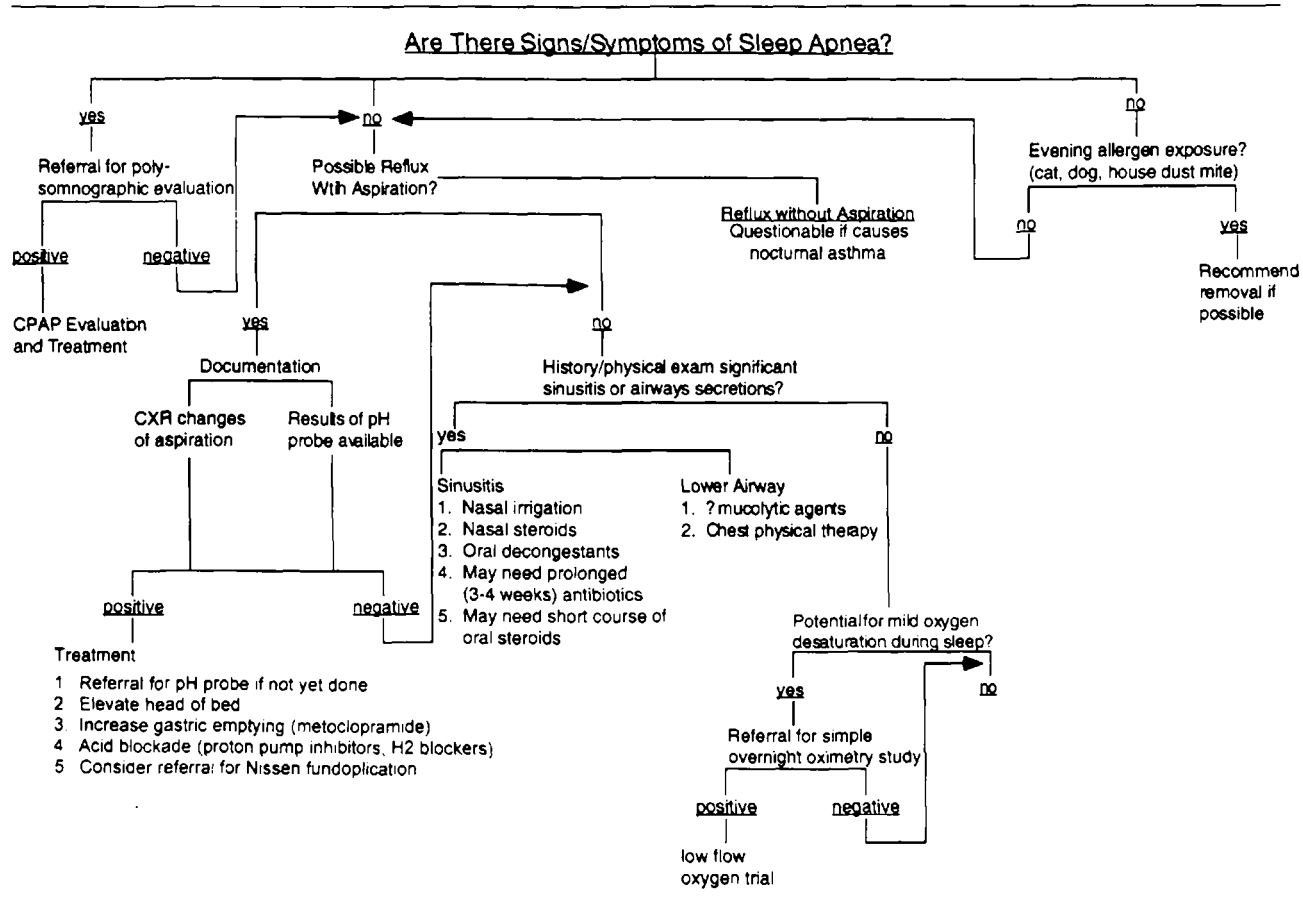 Are There Signs/Symptoms of Sleep Apnea?
yes
no
no
Referral for poly-
somnographic evaluation
Possible Reflux
Wtih Aspiration?
Evening allergen exposure?
(cat, dog, house dust mite)
Reflux without Aspiration
Questionable if causes
nocturnal asthma
no
yes
positive
negative
Recommend
removal if
possible
CPAP Evaluation
and Treatment
yes
no
Documentation
History/physical exam significant
sinusitis or airways secretions?
CXR changes
of aspiration
Results of pH
probe available
yes
no
Sinusitis
1. Nasal irrigation
2. Nasal steroids
3. Oral decongestants
4. May need prolonged
(3-4 weeks) antibiotics
5. May need short course of
oral steroids
Lower Airway
1. ? mucolytic agents
2. Chest physical therapy
positive
negative
Treatment
1 Referral for pH probe if not yet done
2 Elevate head of bed
3. Increase gastric emptying (metoclopramide)
4 Acid blockade (proton pump inhibitors, H2 blockers)
5 Consider referral for Nissen fundoplication
Potential for mild oxygen
desaturation during sleep?
yes
no
Referral for simple
overnight oximetry study
positive
negative
low flow
oxygen trial